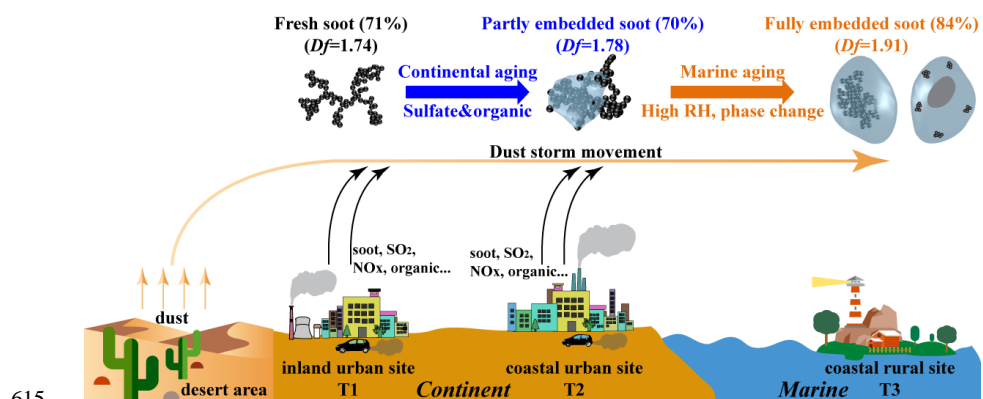 Fresh soot (71%)
(Df=1.74)
Partly embedded soot (70%)
(Df=1.78)
Fully embedded soot (84%)
(Df=1.91)
Continental aging
Sulfate&organic
Marine aging
High RH, phase change
Dust storm movement
soot, SO₂,
NOx, organic...
soot, SO₂,
NOx, organic...
dust
desert area
inland urban site
T1
Continent
coastal urban site
T2
Marine
coastal rural site
T3
615